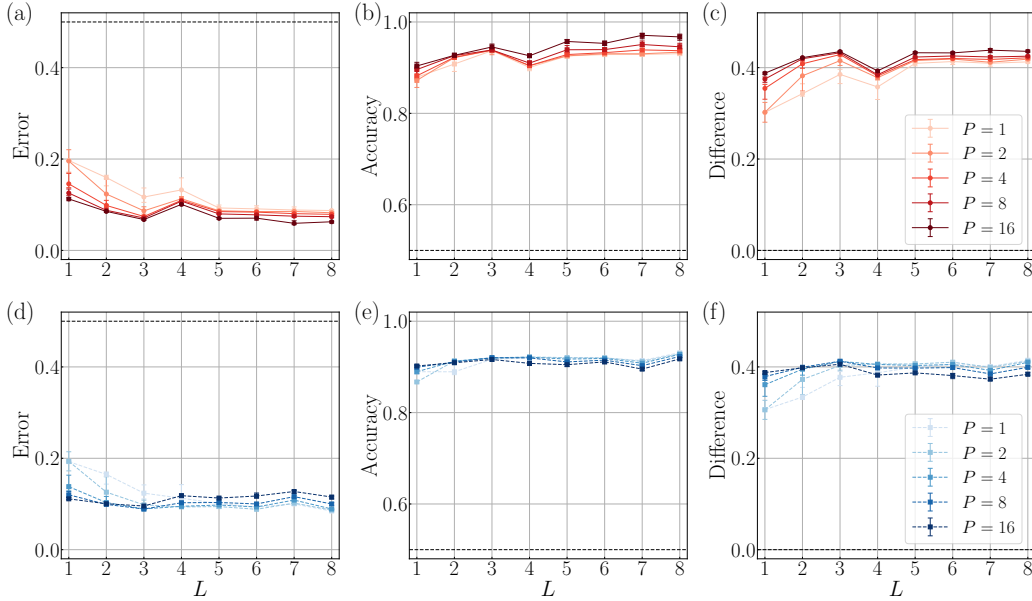 (a)
Error
0.4
0.2
0.0
1 2 3 4 5 6 7 8
(b)
Accuracy
1.0
0.8
0.6
1 2 3 4 5 6 7 8
(c)
Difference
0.4
0.2
0.0
1 2 3 4 5 6 7 8
P = 1
P = 2
P = 4
P = 8
P = 16
(d)
Error
0.4
0.2
0.0
1 2 3 4 5 6 7 8
L
(e)
Accuracy
1.0
0.8
0.6
1 2 3 4 5 6 7 8
L
(f)
Difference
0.4
0.2
0.0
1 2 3 4 5 6 7 8
L
P = 1
P = 2
P = 4
P = 8
P = 16